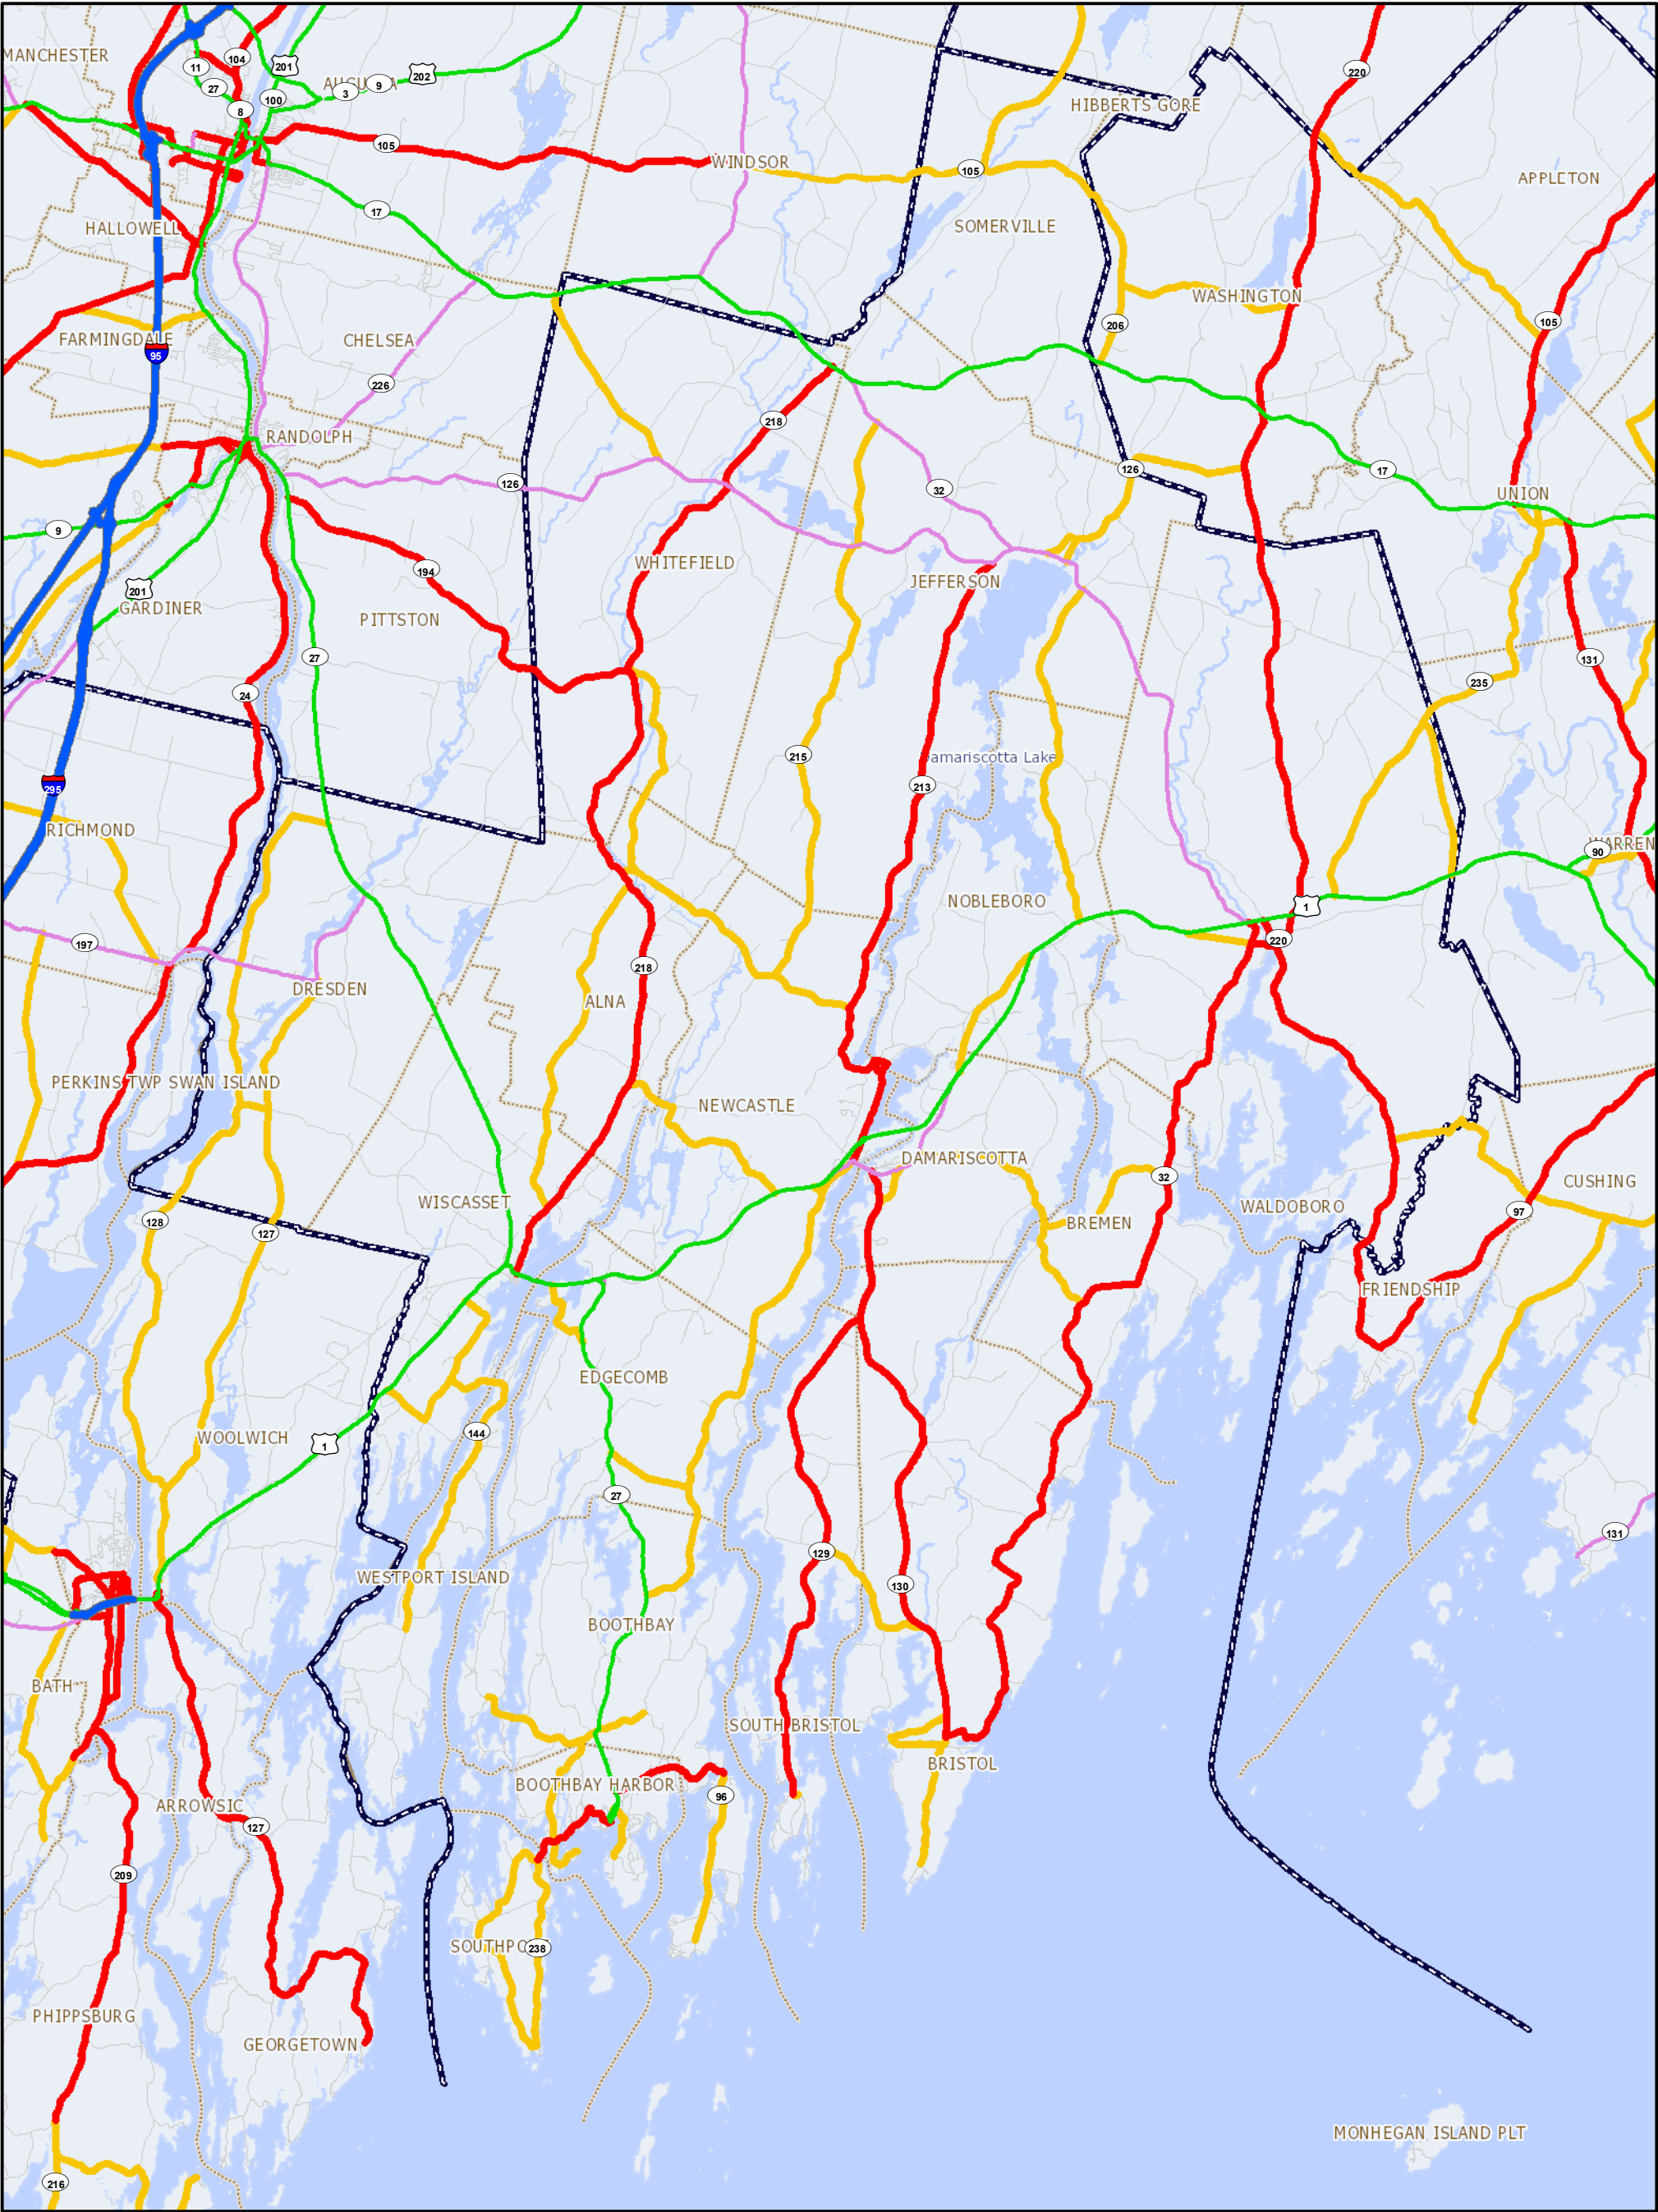 MANCHESTER
11
104
201
27
AUGUSTA
3
9
202
100
8
220
HIBBERTS GORE
105
WINDSOR
105
APPLETON
17
HALLOWELL
SOMERVILLE
WASHINGTON
FARMINGDALE
95
CHELSEA
206
105
226
218
RANDOLPH
126
17
126
32
UNION
9
WHITEFIELD
194
JEFFERSON
201
GARDINER
PITTSTON
27
131
24
235
215
amariscotta Lake
213
295
RICHMOND
90
WARREN
NOBLEBORO
1
197
220
218
DRESDEN
ALNA
PERKINS TWP SWAN ISLAND
NEWCASTLE
DAMARISCOTTA
32
CUSHING
WISCASSET
WALDOBORO
97
128
BREMEN
127
FRIENDSHIP
EDGECOMB
144
WOOLWICH
1
27
131
129
WESTPORT ISLAND
130
BOOTHBAY
BATH
SOUTH BRISTOL
BRISTOL
BOOTHBAY HARBOR
96
ARROWSIC
127
209
SOUTHPORT
238
PHIPPSBURG
GEORGETOWN
MONHEGAN ISLAND PLT
216